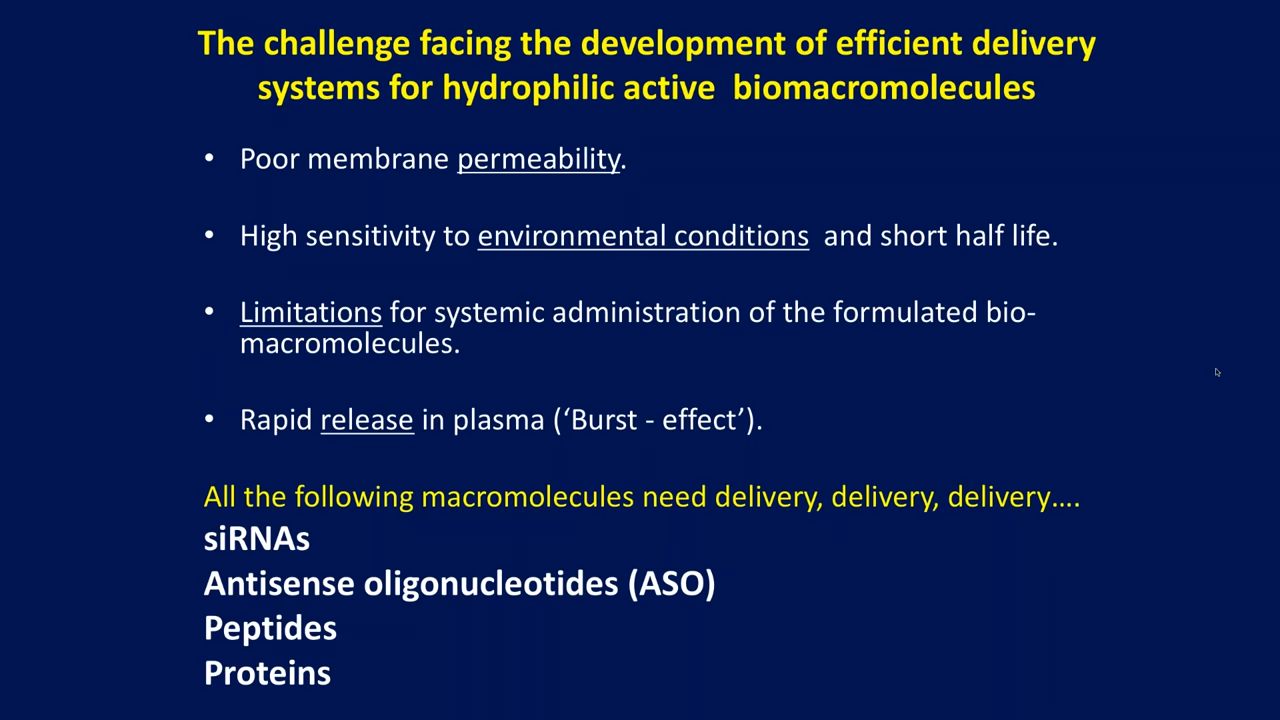 The challenge facing the development of efficient delivery
systems for hydrophilic active  biomacromolecules
• Poor membrane permeability.
• High sensitivity to environmental conditions  and short half life.
• Limitations for systemic administration of the formulated bio-
macromolecules.
• Rapid release in plasma (‘Burst - effect’).
All the following macromolecules need delivery, delivery, delivery....
siRNAs
Antisense oligonucleotides (ASO)
Peptides
Proteins